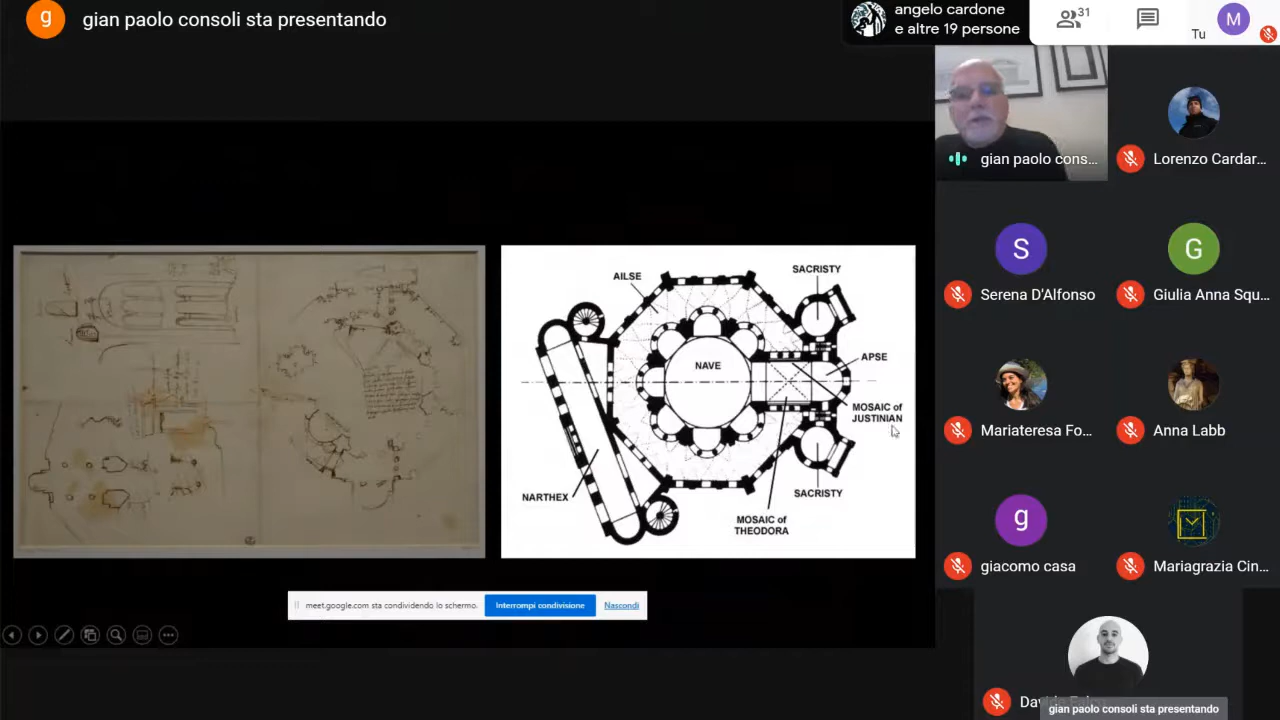 g
gian paolo consoli sta presentando
angelo cardone
e altre 19 persone
31
Tu
M
gian paolo cons...
Lorenzo Cardar...
S
Serena D'Alfonso
G
Giulia Anna Squ...
Mariateresa Fo...
Anna Labb
g
giacomo casa
Mariagrazia Cin...
gian paolo consoli sta presentando
AILSE
SACRISTY
NAVE
APSE
MOSAIC of
JUSTINIAN
NARTHEX
SACRISTY
MOSAIC of
THEODORA
meet.google.com sta condividendo lo schermo.
Interrompi condivisione
Nascondi